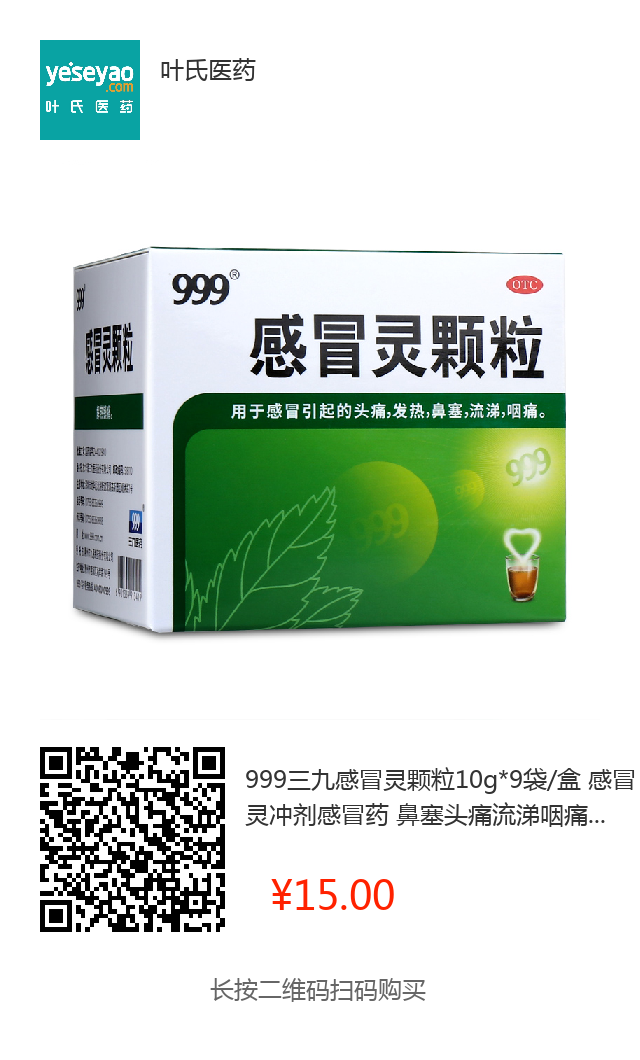 yeseyao
.com
叶氏医药
叶氏医药
999®
OTC
感冒灵颗粒
用于感冒引起的头痛,发热,鼻塞,流涕,咽痛。
999
999
999
999
感冒灵颗粒
999
999三九感冒灵颗粒10g*9袋/盒 感冒
灵冲剂感冒药 鼻塞头痛流涕咽痛...
¥15.00
长按二维码扫码购买